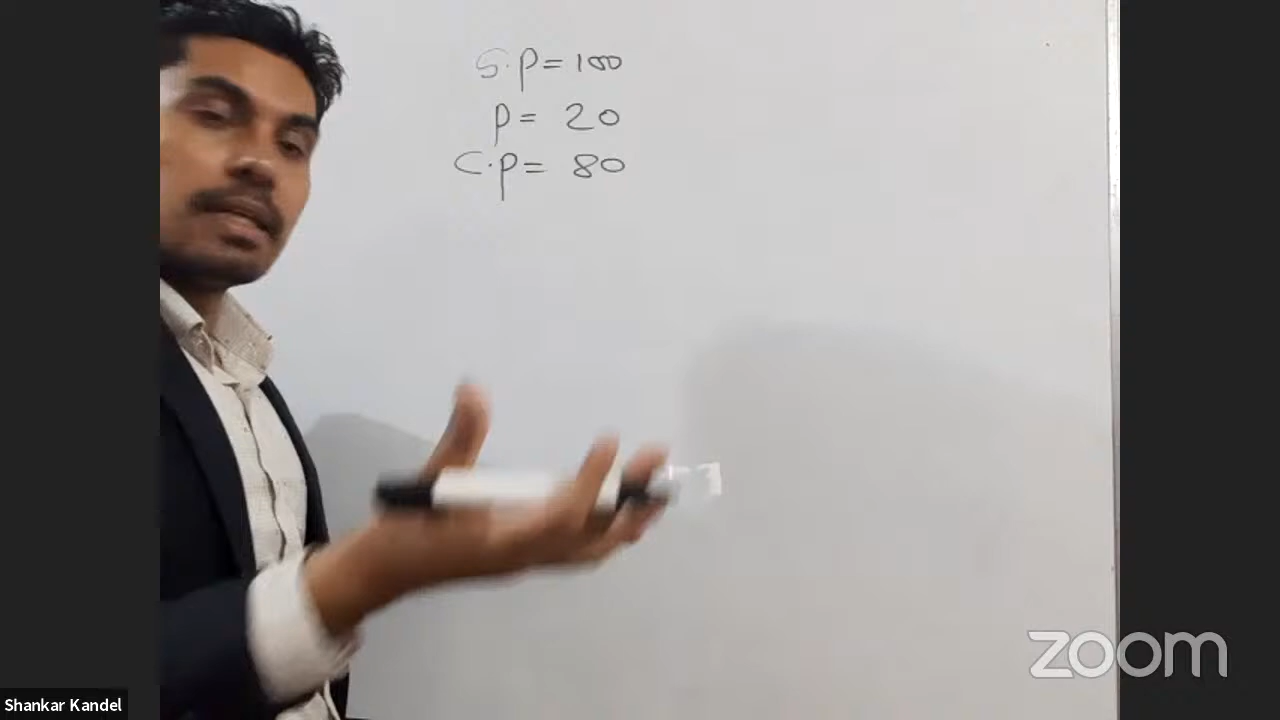 S.P = 100
P = 20
C.P = 80
zoom
Shankar Kandel